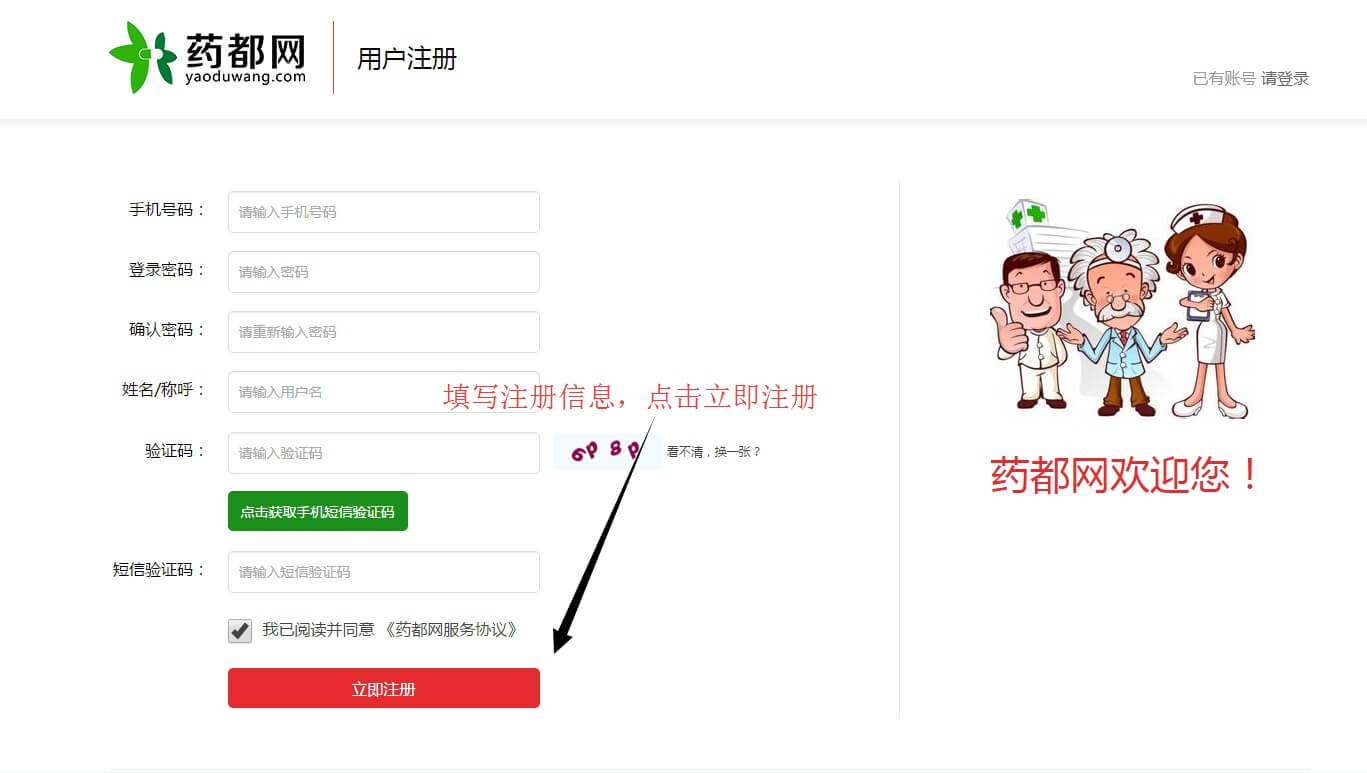 药都网
yaoduwang.com
用户注册
已有账号 请登录
手机号码：
请输入手机号码
登录密码：
请输入密码
确认密码：
请重新输入密码
姓名/称呼：
请输入用户名
填写注册信息，点击立即注册
验证码：
请输入验证码
看不清，换一张？
点击获取手机短信验证码
短信验证码：
请输入短信验证码
我已阅读并同意 《药都网服务协议》
立即注册
药都网欢迎您！